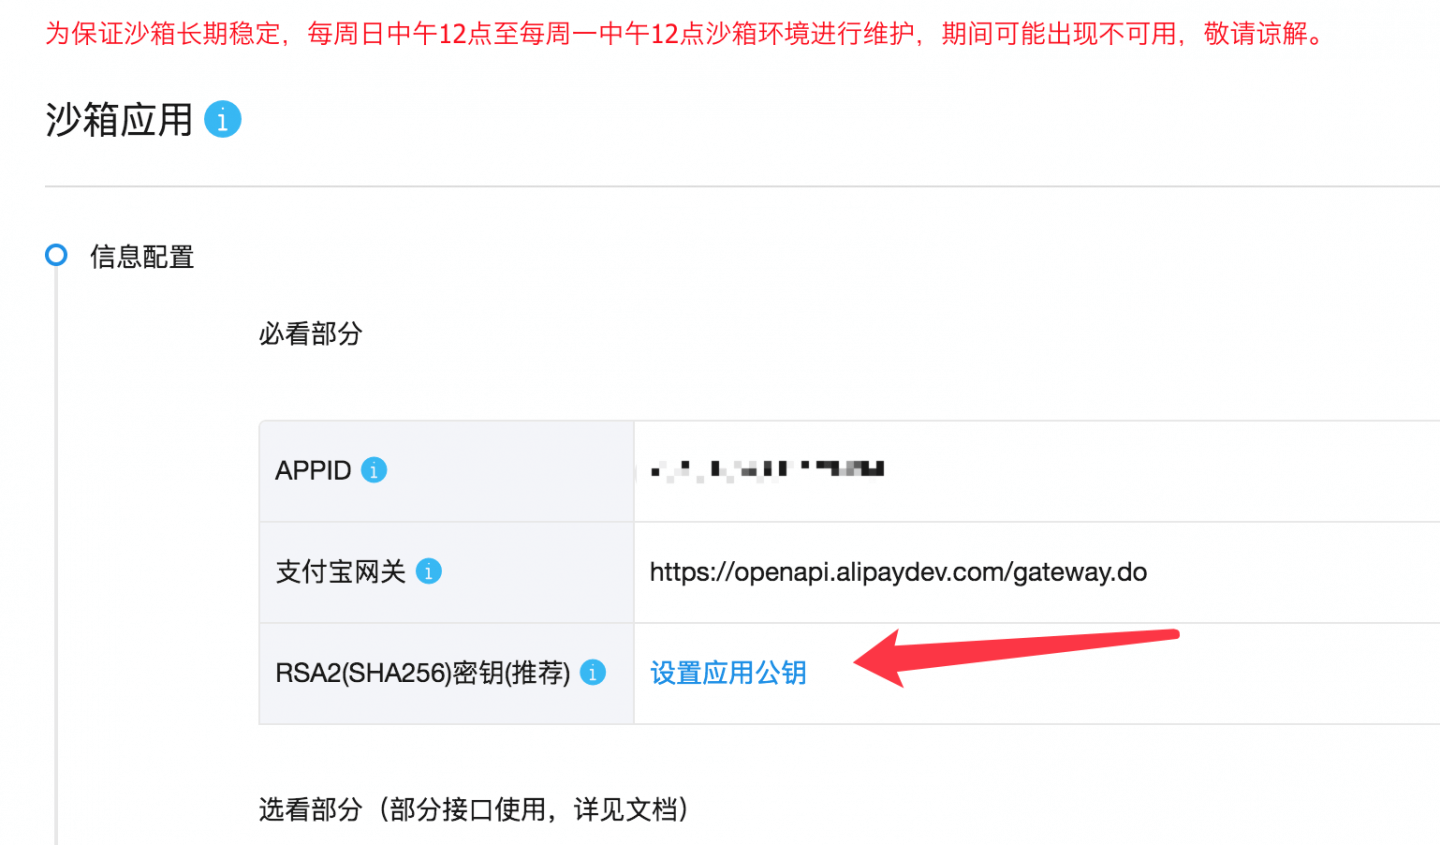 为保证沙箱长期稳定，每周日中午12点至每周一中午12点沙箱环境进行维护，期间可能出现不可用，敬请谅解。
沙箱应用
信息配置
必看部分
APPID
支付宝网关 https://openapi.alipaydev.com/gateway.do
RSA2(SHA256)密钥(推荐) 设置应用公钥
选看部分（部分接口使用，详见文档）